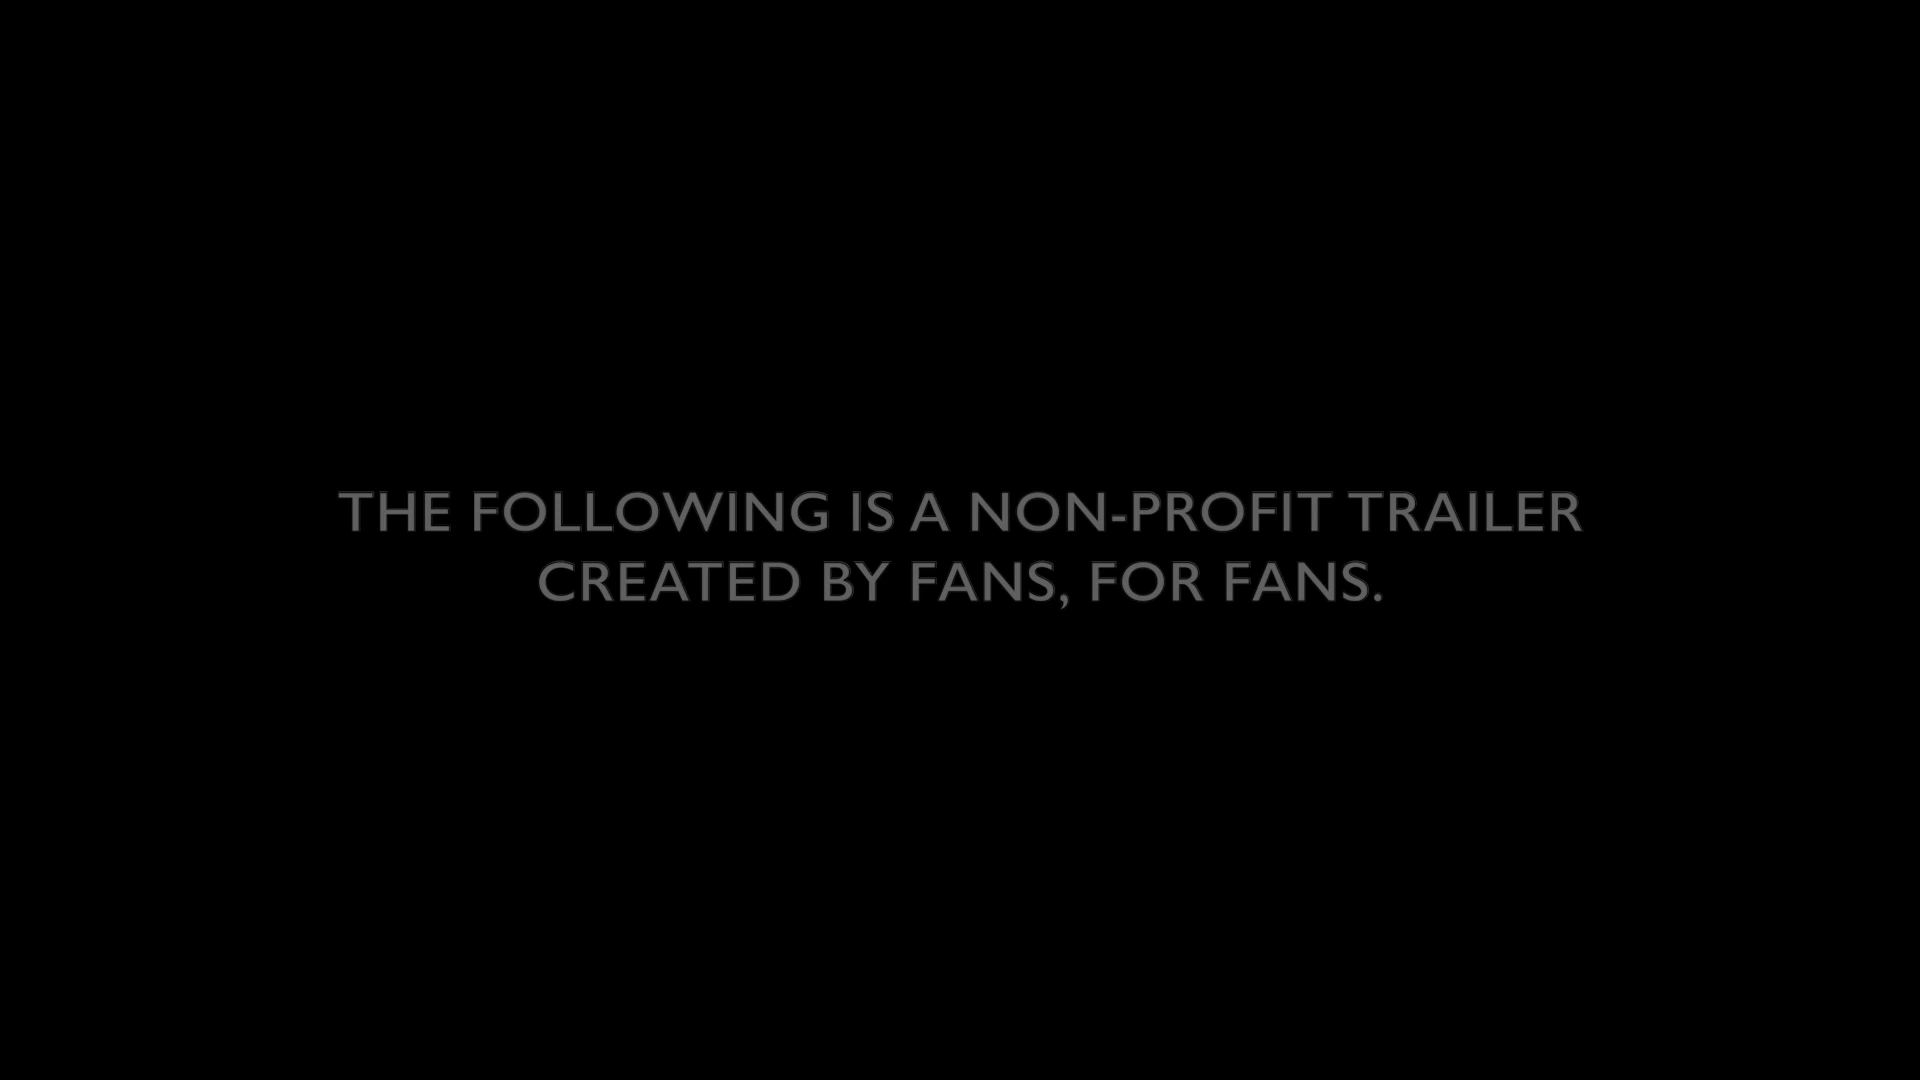 THE FOLLOWING IS A NON-PROFIT TRAILER
CREATED BY FANS, FOR FANS.